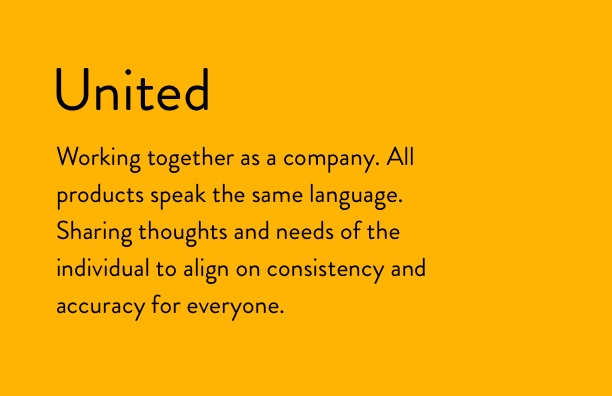 United
Working together as a company. All
products speak the same language.
Sharing thoughts and needs of the
individual to align on consistency and
accuracy for everyone.